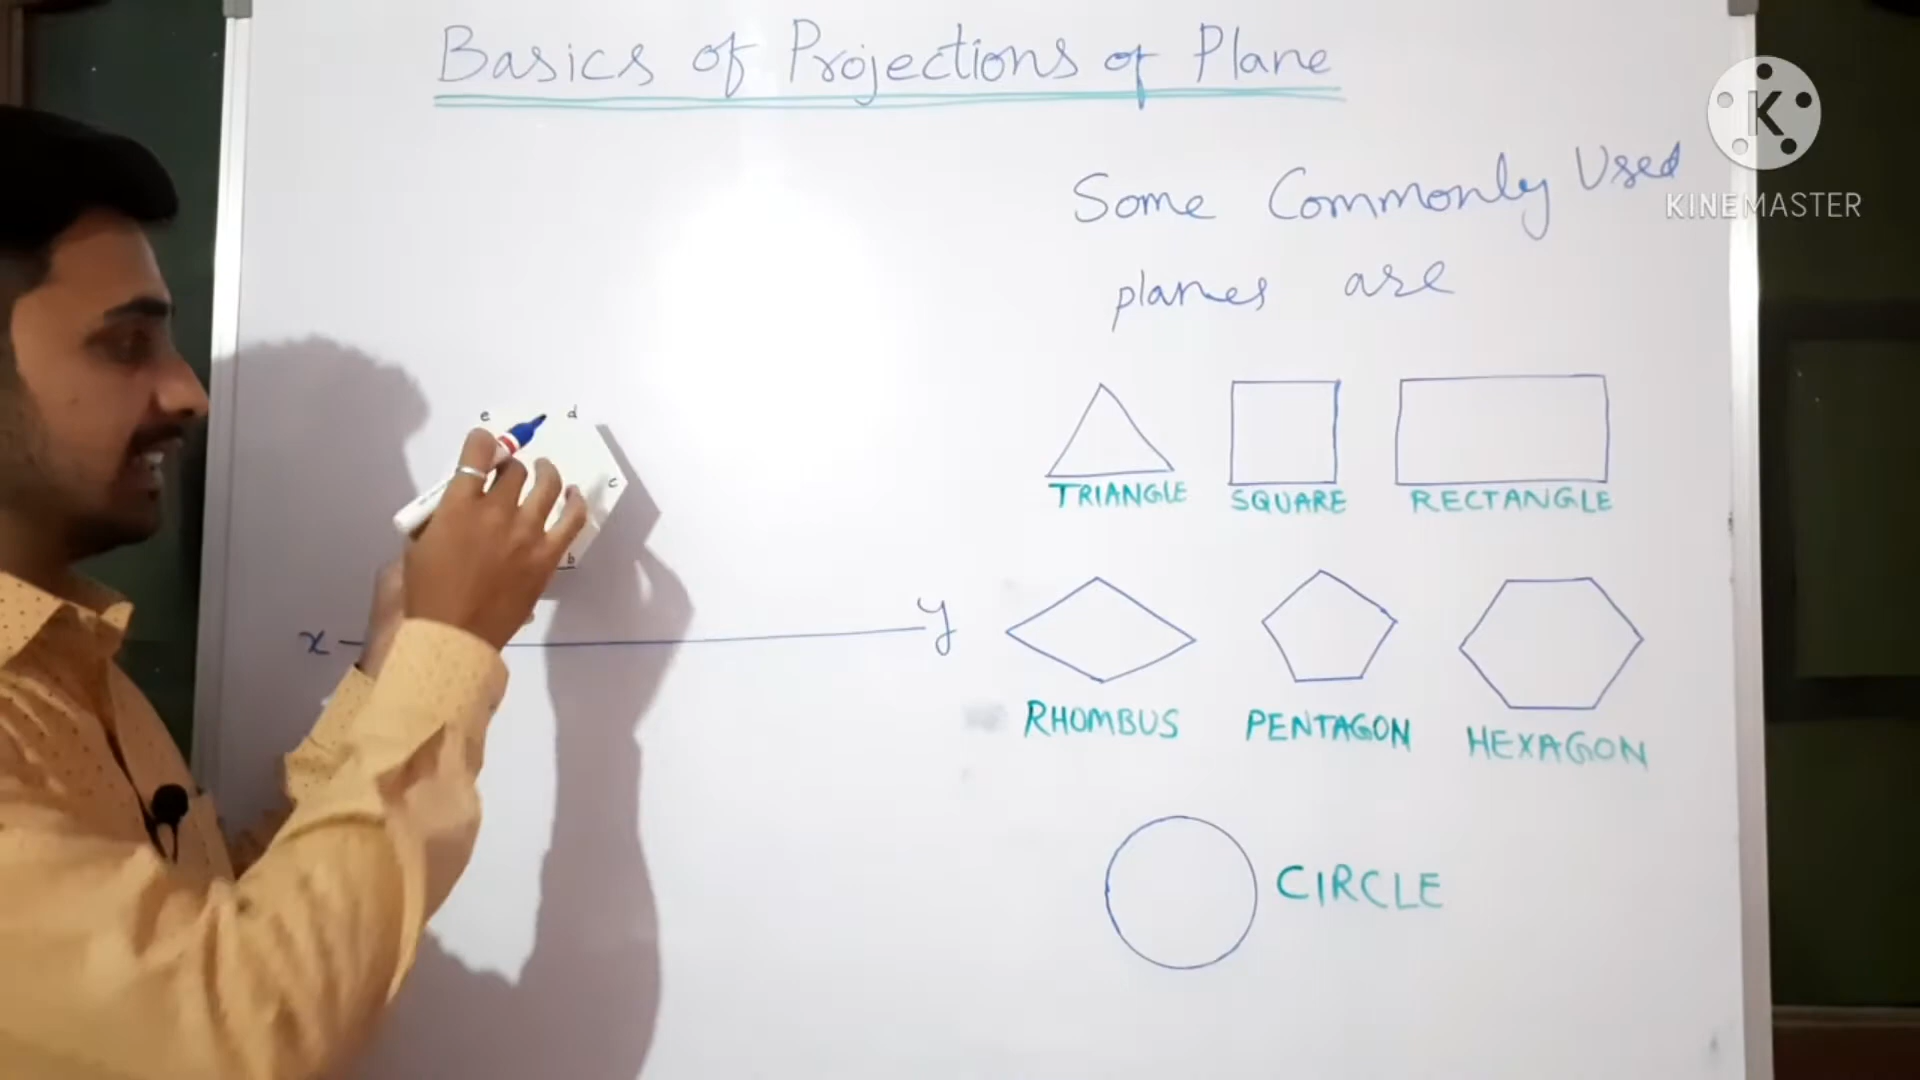 Basics of Projections of Plane
Some Commonly Used
planes are
K
KINEMASTER
e d
c
b
TRIANGLE SQUARE RECTANGLE
x y
RHOMBUS PENTAGON HEXAGON
CIRCLE